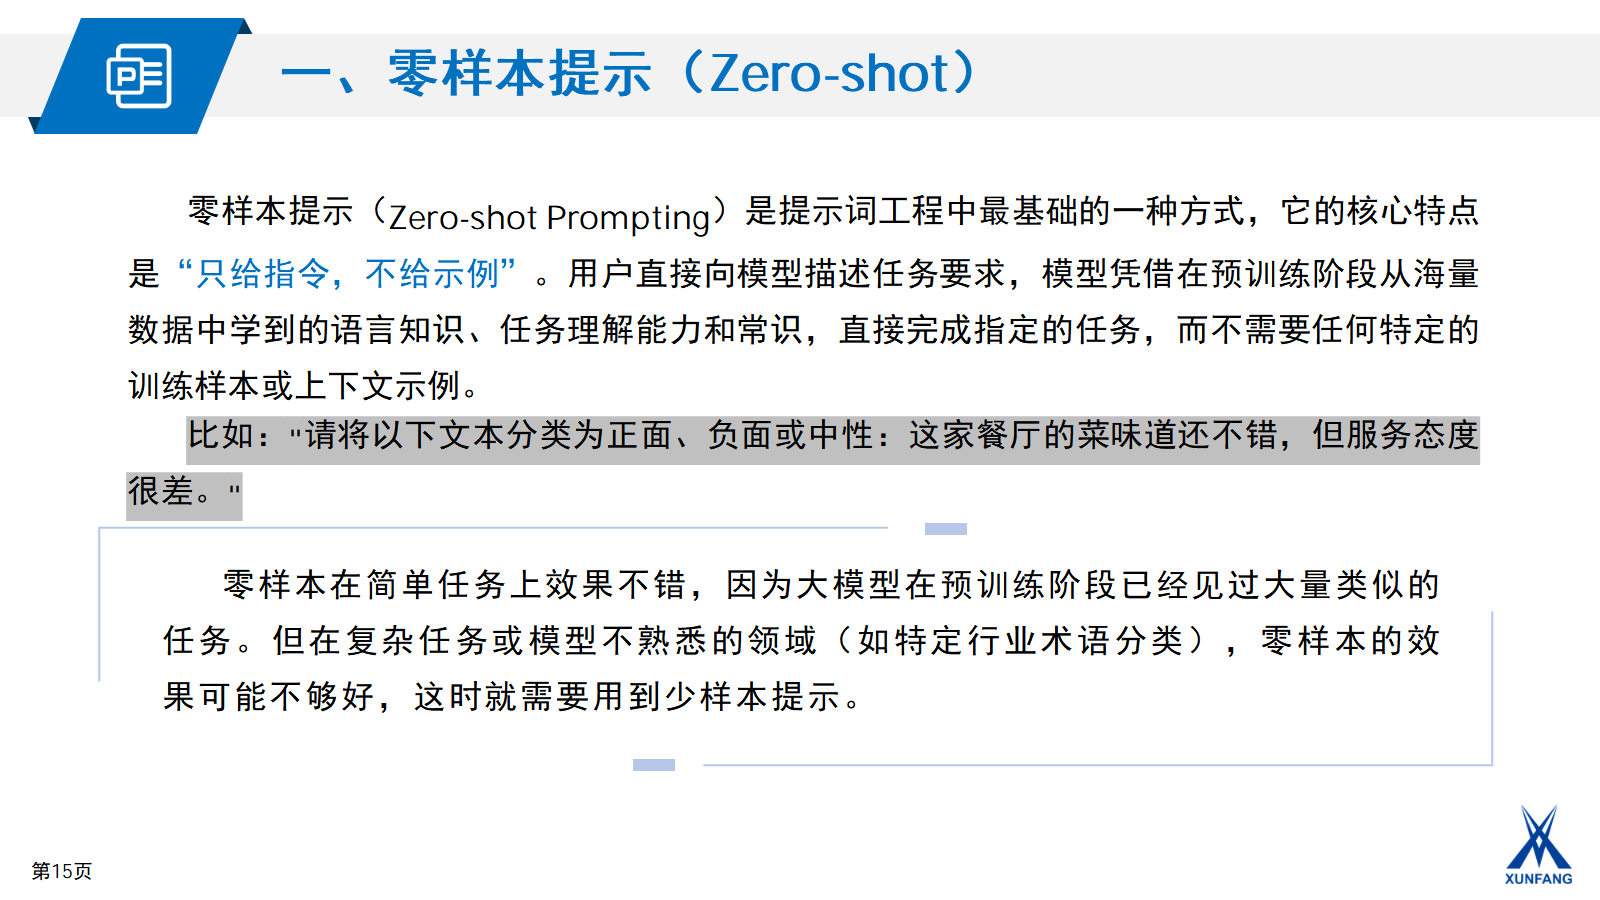 一、零样本提示（Zero-shot）
零样本提示（Zero-shot Prompting）是提示词工程中最基础的一种方式，它的核心特点
是“只给指令，不给示例”。用户直接向模型描述任务要求，模型凭借在预训练阶段从海量
数据中学到的语言知识、任务理解能力和常识，直接完成指定的任务，而不需要任何特定的
训练样本或上下文示例。
比如："请将以下文本分类为正面、负面或中性：这家餐厅的菜味道还不错，但服务态度
很差。"
零样本在简单任务上效果不错，因为大模型在预训练阶段已经见过大量类似的
任务。但在复杂任务或模型不熟悉的领域（如特定行业术语分类），零样本的效
果可能不够好，这时就需要用到少样本提示。
第15页
XUNFANG